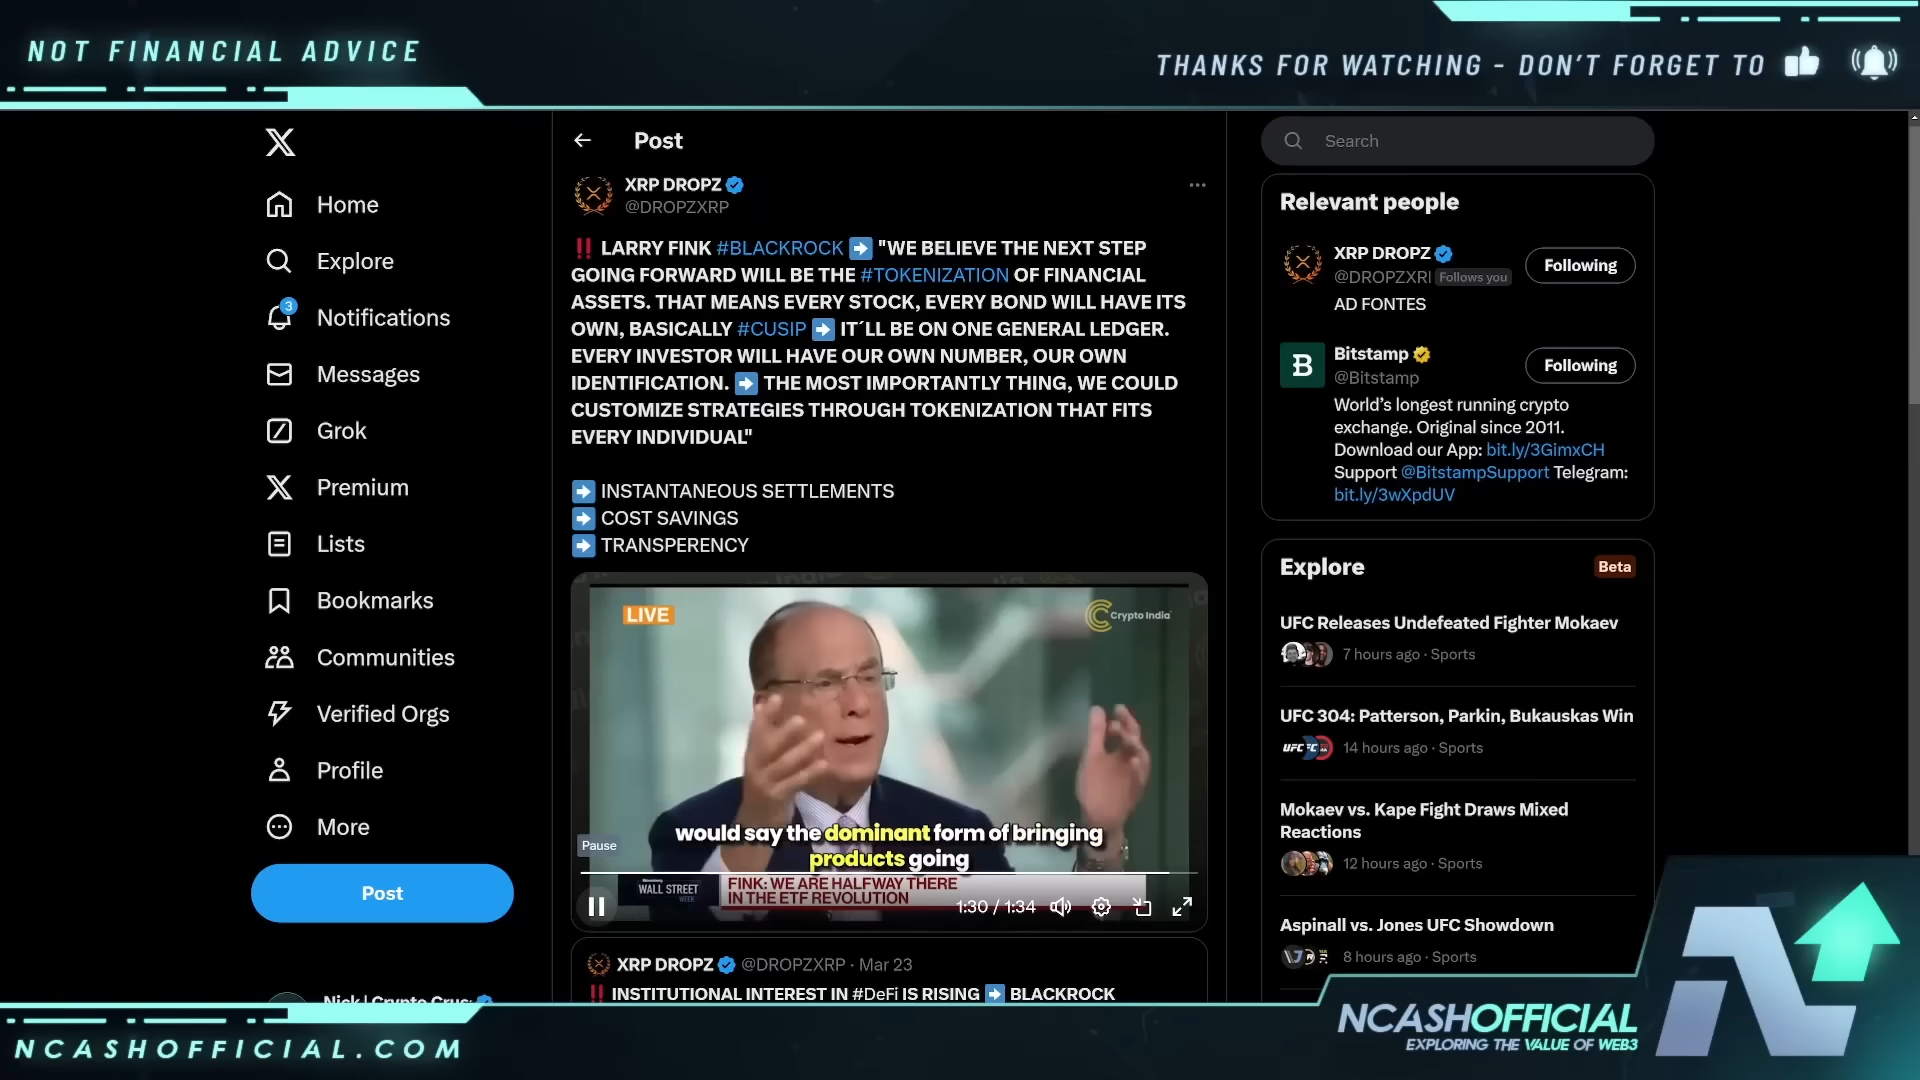 NOT FINANCIAL ADVICE
THANKS FOR WATCHING - DON'T FORGET TO
Home
Explore
3
Notifications
Messages
Grok
Premium
Lists
Bookmarks
Communities
Verified Orgs
Profile
More
Post
Post
XRP DROPZ
@DROPZXRP
‼️ LARRY FINK #BLACKROCK ➡️ "WE BELIEVE THE NEXT STEP
GOING FORWARD WILL BE THE #TOKENIZATION OF FINANCIAL
ASSETS. THAT MEANS EVERY STOCK, EVERY BOND WILL HAVE ITS
OWN, BASICALLY #CUSIP ➡️ IT´LL BE ON ONE GENERAL LEDGER.
EVERY INVESTOR WILL HAVE OUR OWN NUMBER, OUR OWN
IDENTIFICATION. ➡️ THE MOST IMPORTANTLY THING, WE COULD
CUSTOMIZE STRATEGIES THROUGH TOKENIZATION THAT FITS
EVERY INDIVIDUAL"
➡️ INSTANTANEOUS SETTLEMENTS
➡️ COST SAVINGS
➡️ TRANSPERENCY
LIVE
Crypto India
would say the dominant form of bringing
products going
Pause
WALL STREET
WEEK
FINK: WE ARE HALFWAY THERE
IN THE ETF REVOLUTION
1:30 / 1:34
XRP DROPZ @DROPZXRP · Mar 23
‼️ INSTITUTIONAL INTEREST IN #DeFi IS RISING ➡️ BLACKROCK
Search
Relevant people
XRP DROPZ
@DROPZXRI Follows you
Following
AD FONTES
Bitstamp
@Bitstamp
Following
World's longest running crypto
exchange. Original since 2011.
Download our App: bit.ly/3GimxCH
Support @BitstampSupport Telegram:
bit.ly/3wXpdUV
Explore
Beta
UFC Releases Undefeated Fighter Mokaev
7 hours ago · Sports
UFC 304: Patterson, Parkin, Bukauskas Win
14 hours ago · Sports
Mokaev vs. Kape Fight Draws Mixed
Reactions
12 hours ago · Sports
Aspinall vs. Jones UFC Showdown
8 hours ago · Sports
NCASHOFFICIAL.COM
NCASHOFFICIAL
EXPLORING THE VALUE OF WEB3